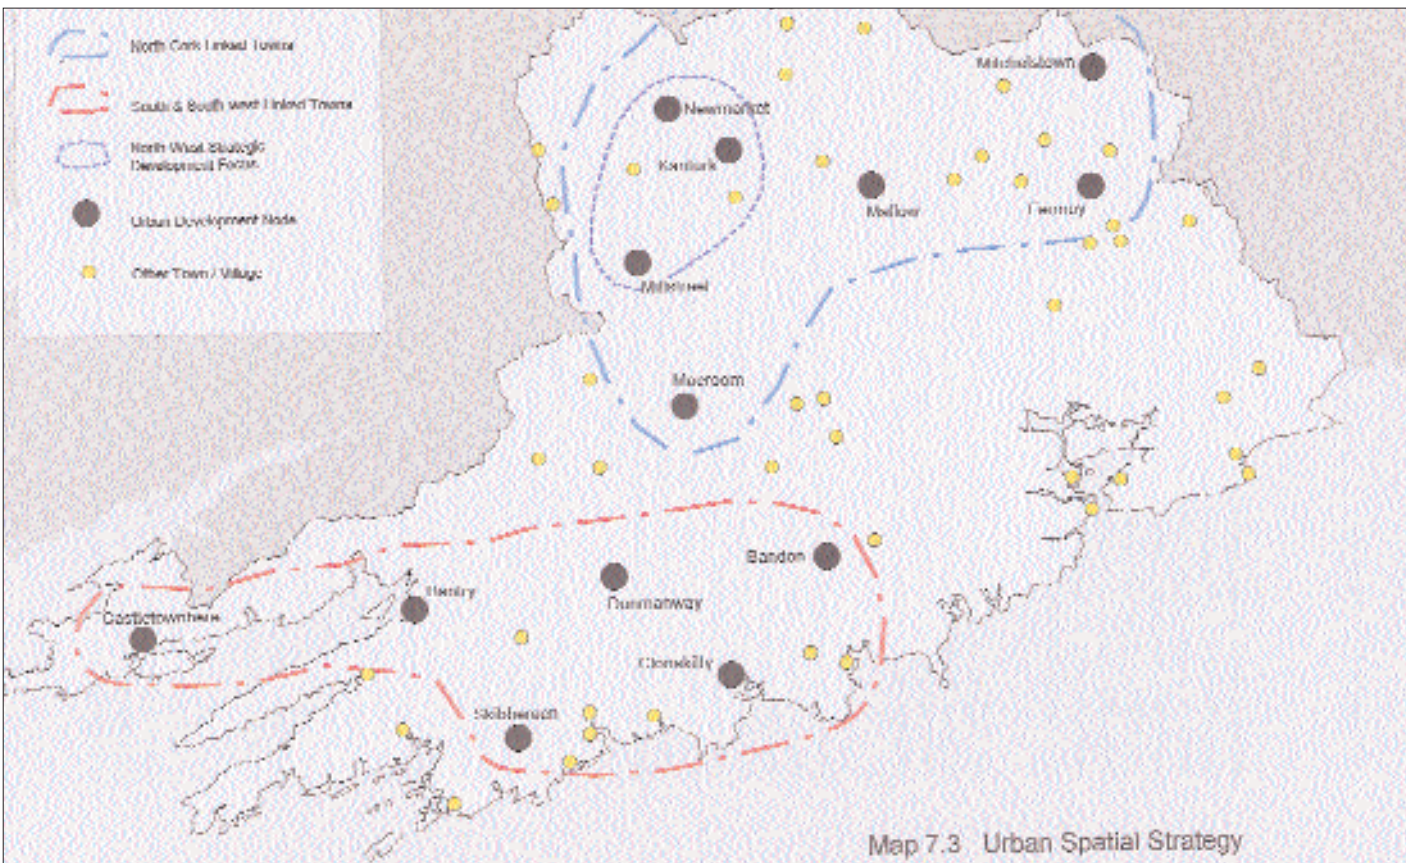 North Cork Linked Towns
South & South-west Linked Towns
North-West Strategic
Development Focus
Urban Development Node
Other Town / Village
Mitchelstown
Newmarket
Kanturk
Mallow
Fermoy
Millstreet
Macroom
Bandon
Dunmanway
Bantry
Castletownbere
Clonakilty
Skibbereen
Map 7.3 Urban Spatial Strategy